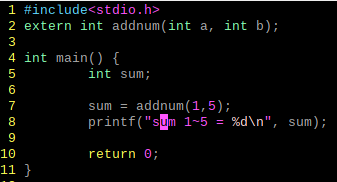 1 #include<stdio.h>
2 extern int addnum(int a, int b);
3
4 int main() {
5         int sum;
6
7         sum = addnum(1,5);
8         printf("sum 1~5 = %d\n", sum);
9
10         return 0;
11 }